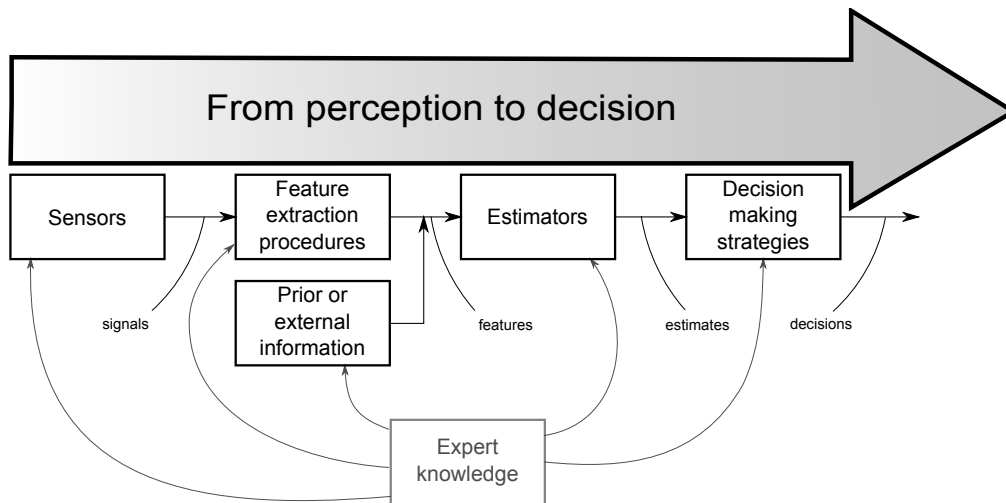 From perception to decision
Sensors
Feature
extraction
procedures
Estimators
Decision
making
strategies
Prior or
external
information
signals
features
estimates
decisions
Expert
knowledge